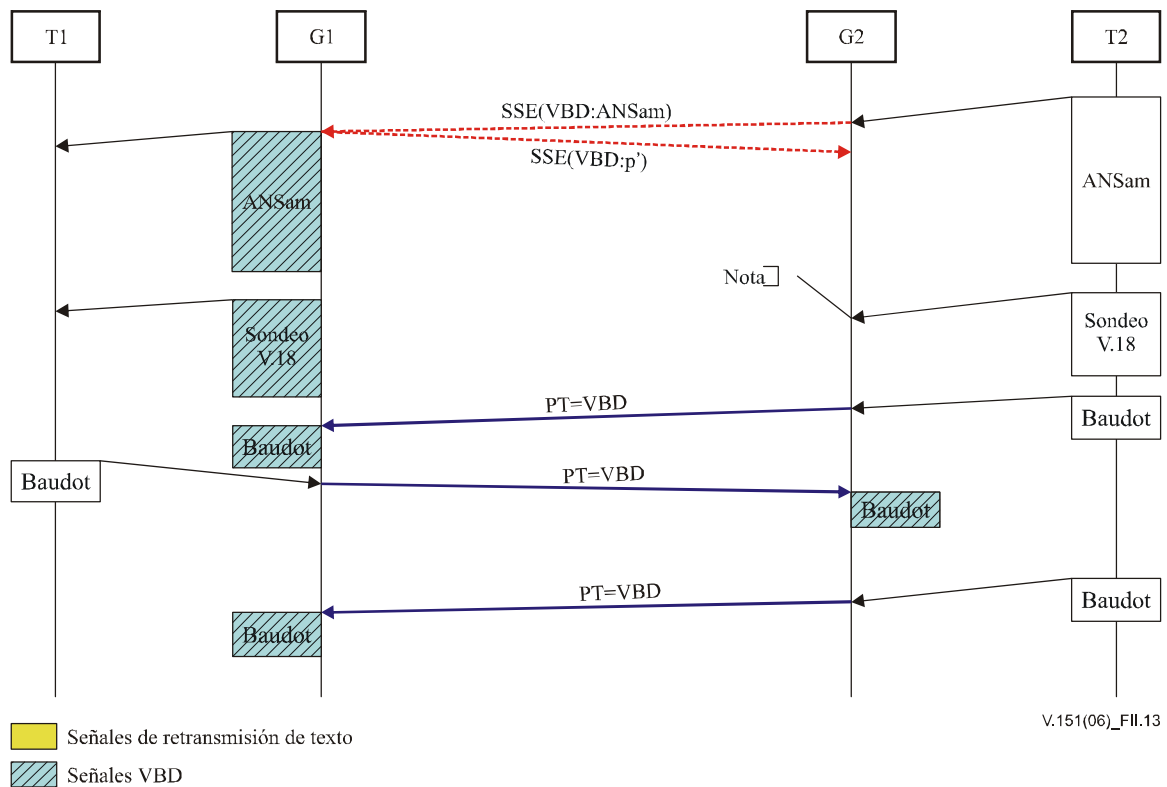 T1
G1
G2
T2
SSE(VBD:ANSam)
SSE(VBD:p')
ANSam
ANSam
Nota
Sondeo
V.18
Sondeo
V.18
PT=VBD
Baudot
Baudot
Baudot
PT=VBD
Baudot
PT=VBD
Baudot
Baudot
V.151(06)_FII.13
Señales de retransmisión de texto
Señales VBD